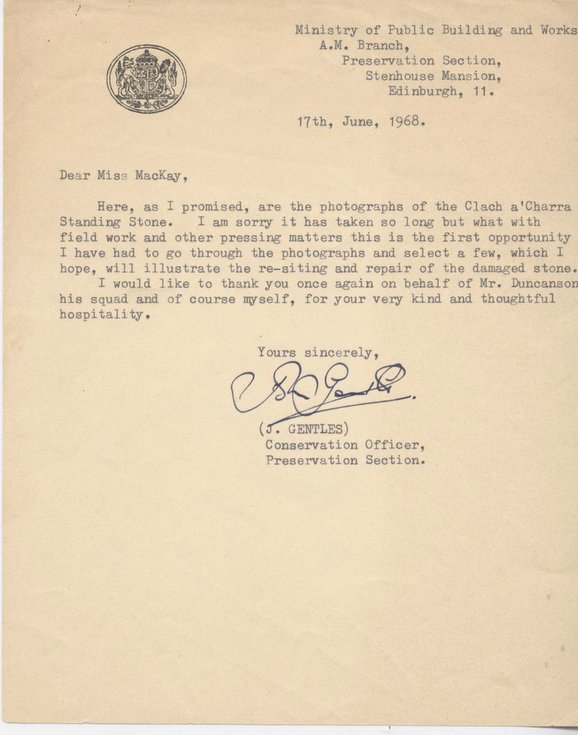 Ministry of Public Building and Works
A.M. Branch,
Preservation Section,
Stenhouse Mansion,
Edinburgh, 11.
17th, June, 1968.
Dear Miss MacKay,
Here, as I promised, are the photographs of the Clach a'Charra
Standing Stone. I am sorry it has taken so long but what with
field work and other pressing matters this is the first opportunity
I have had to go through the photographs and select a few, which I
hope, will illustrate the re-siting and repair of the damaged stone.
I would like to thank you once again on behalf of Mr. Duncanson
his squad and of course myself, for your very kind and thoughtful
hospitality.
Yours sincerely,
(J. GENTLES)
Conservation Officer,
Preservation Section.